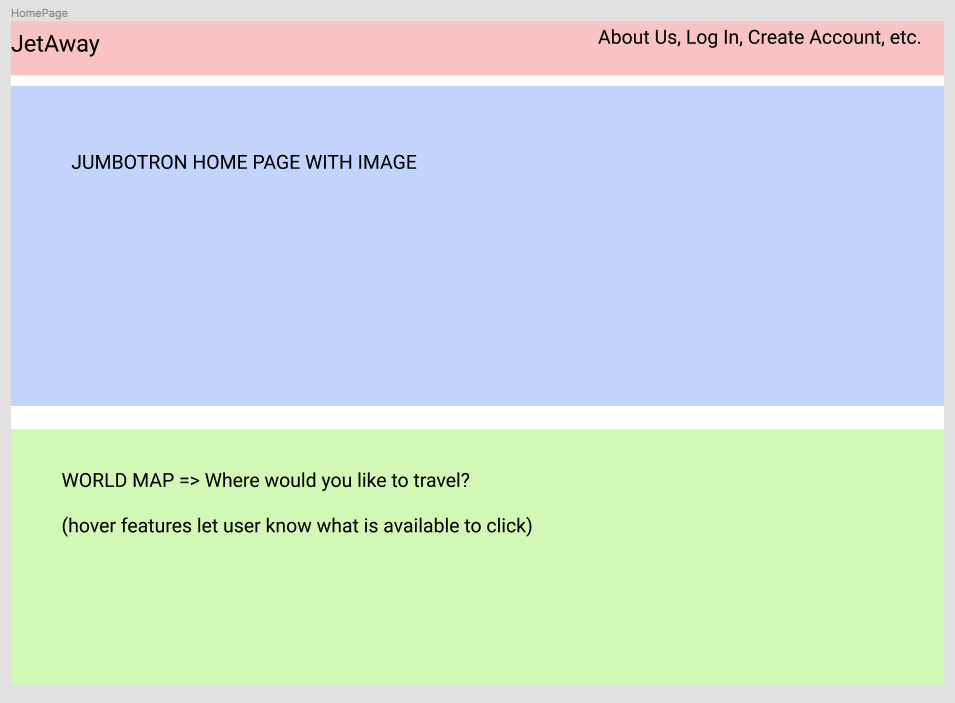 HomePage
JetAway
About Us, Log In, Create Account, etc.
JUMBOTRON HOME PAGE WITH IMAGE
WORLD MAP => Where would you like to travel?
(hover features let user know what is available to click)